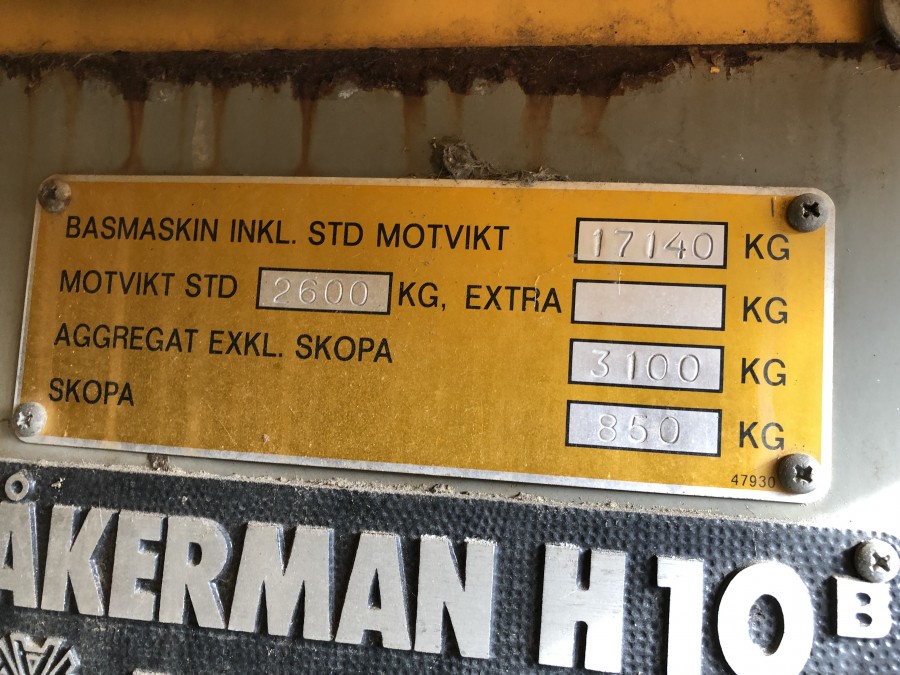 BASMASKIN INKL. STD MOTVIKT 17140 KG
MOTVIKT STD 2600 KG, EXTRA KG
AGGREGAT EXKL. SKOPA 3100 KG
SKOPA 850 KG
47930
ÅKERMAN H10B